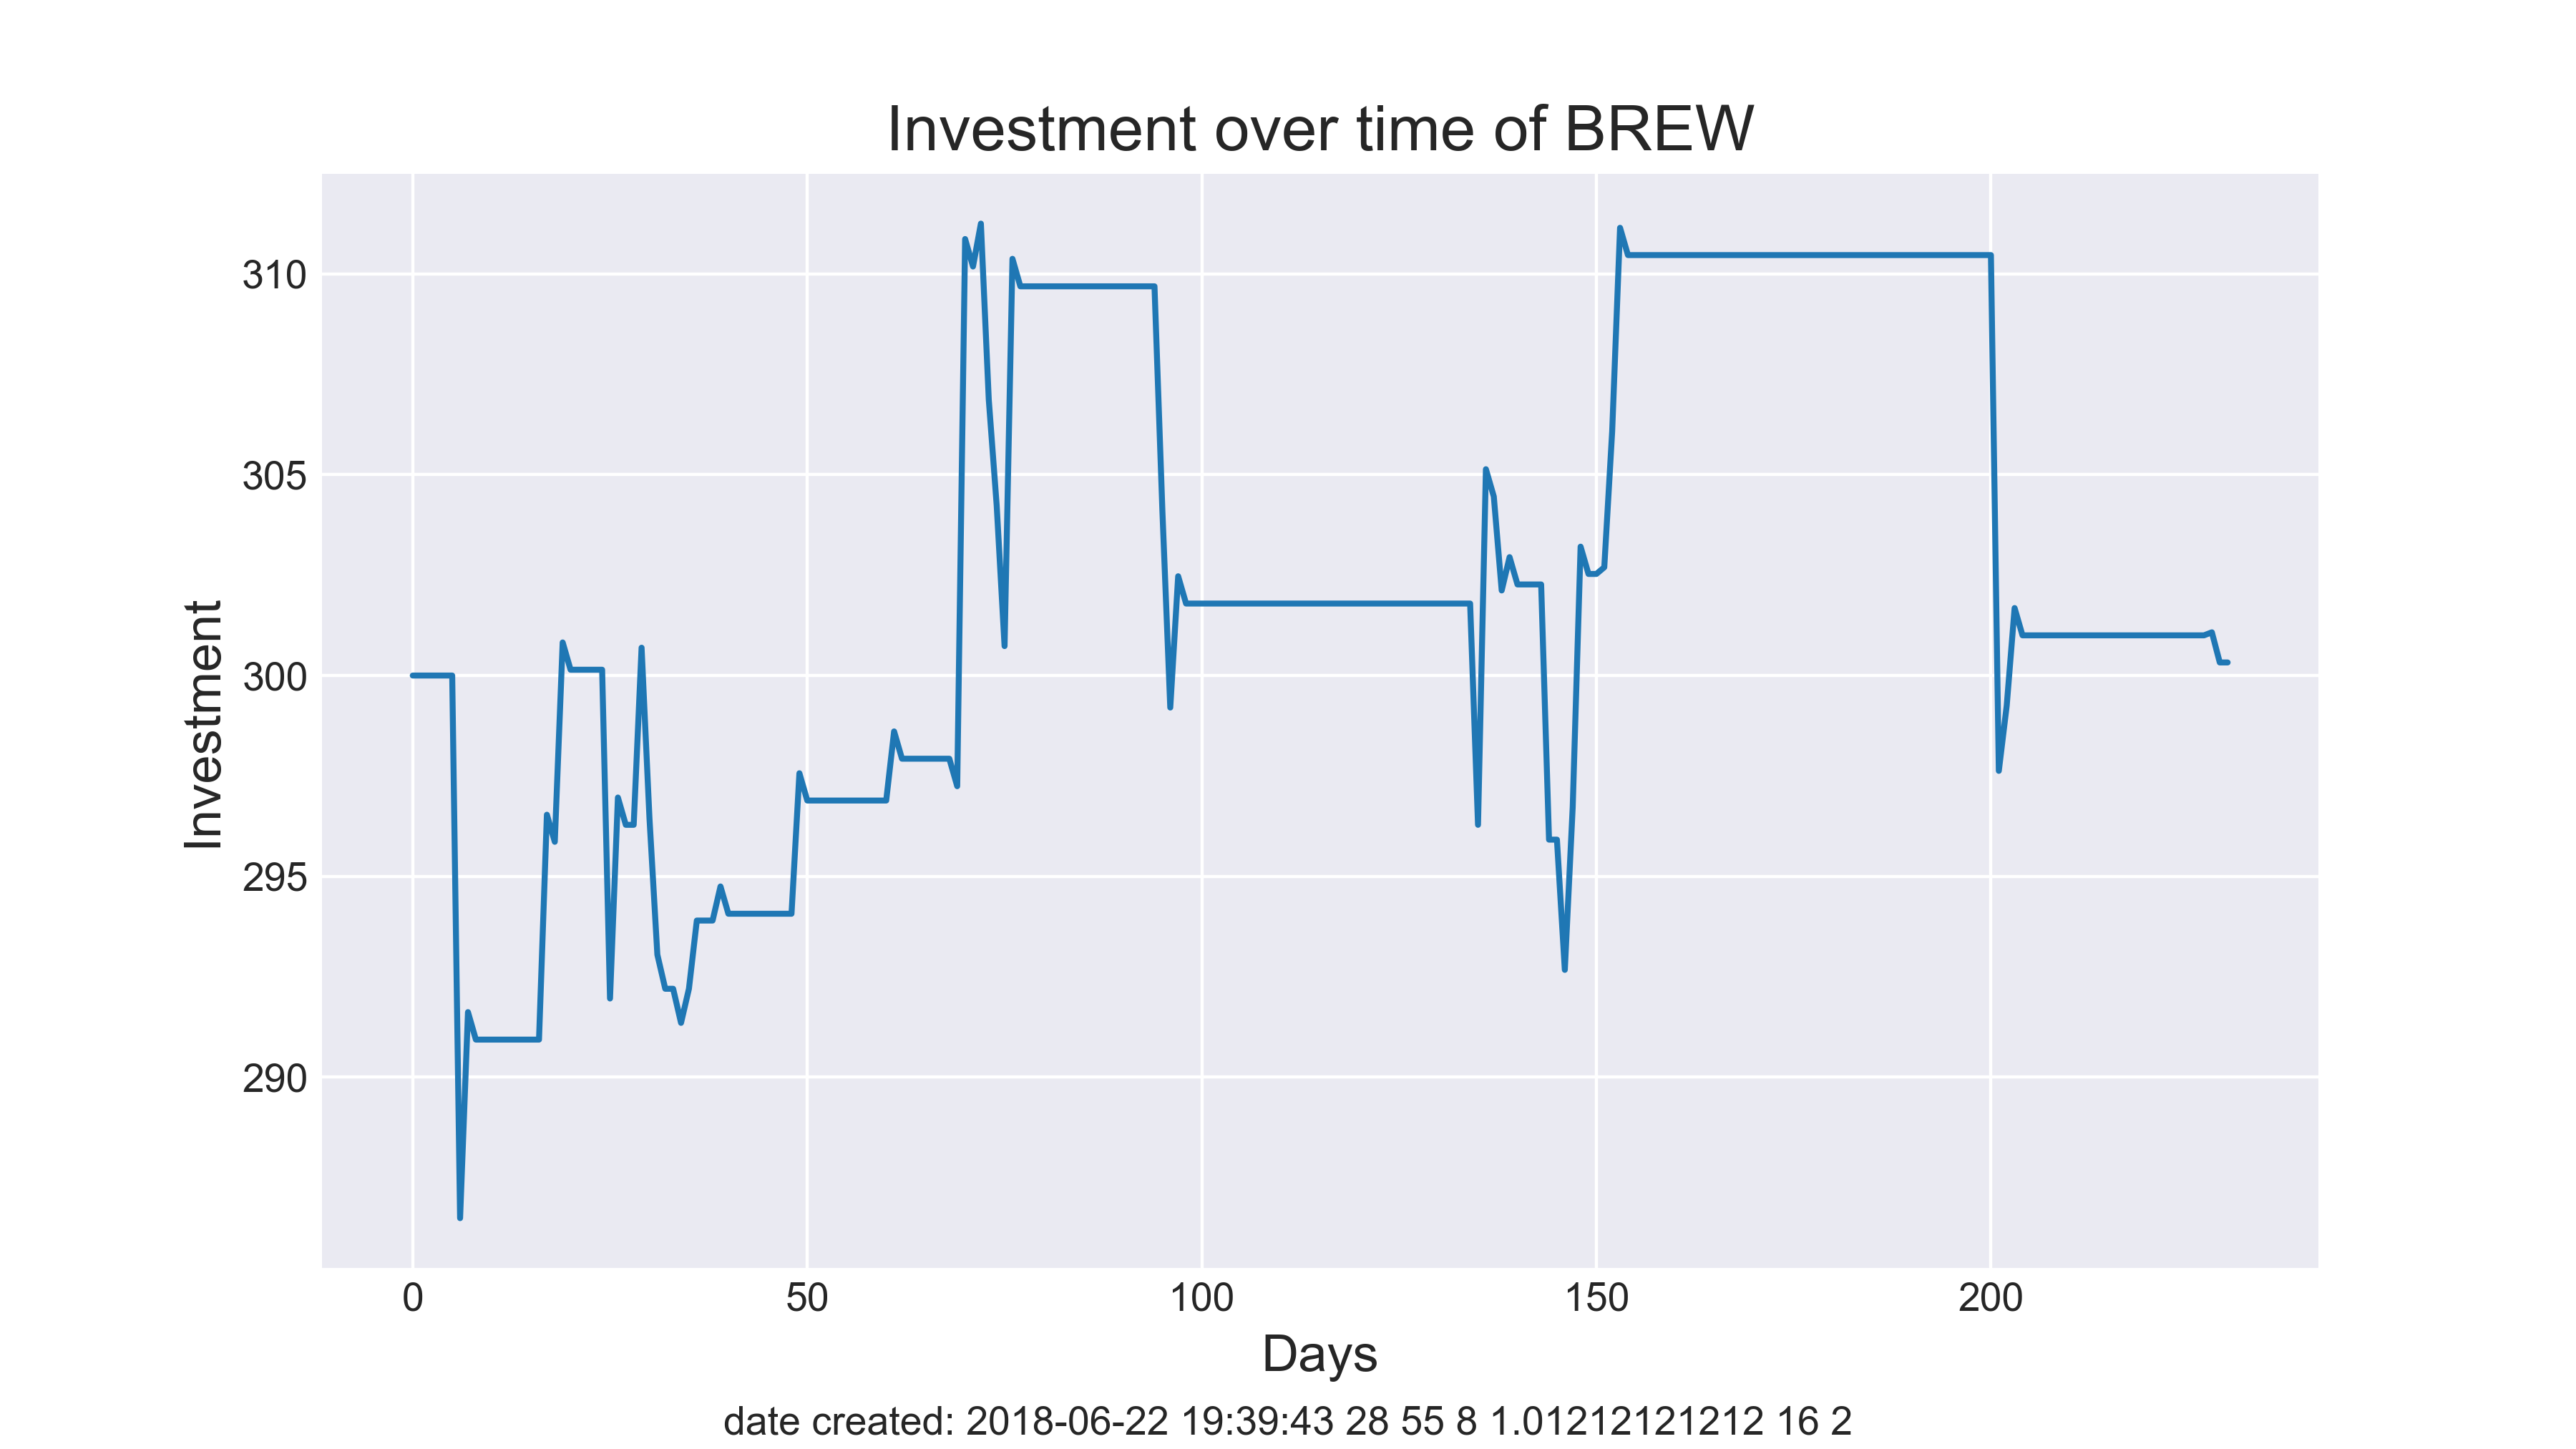 Investment over time of BREW
310
305
300
295
290
Investment
0 50 100 150 200
Days
date created: 2018-06-22 19:39:43 28 55 8 1.01212121212 16 2